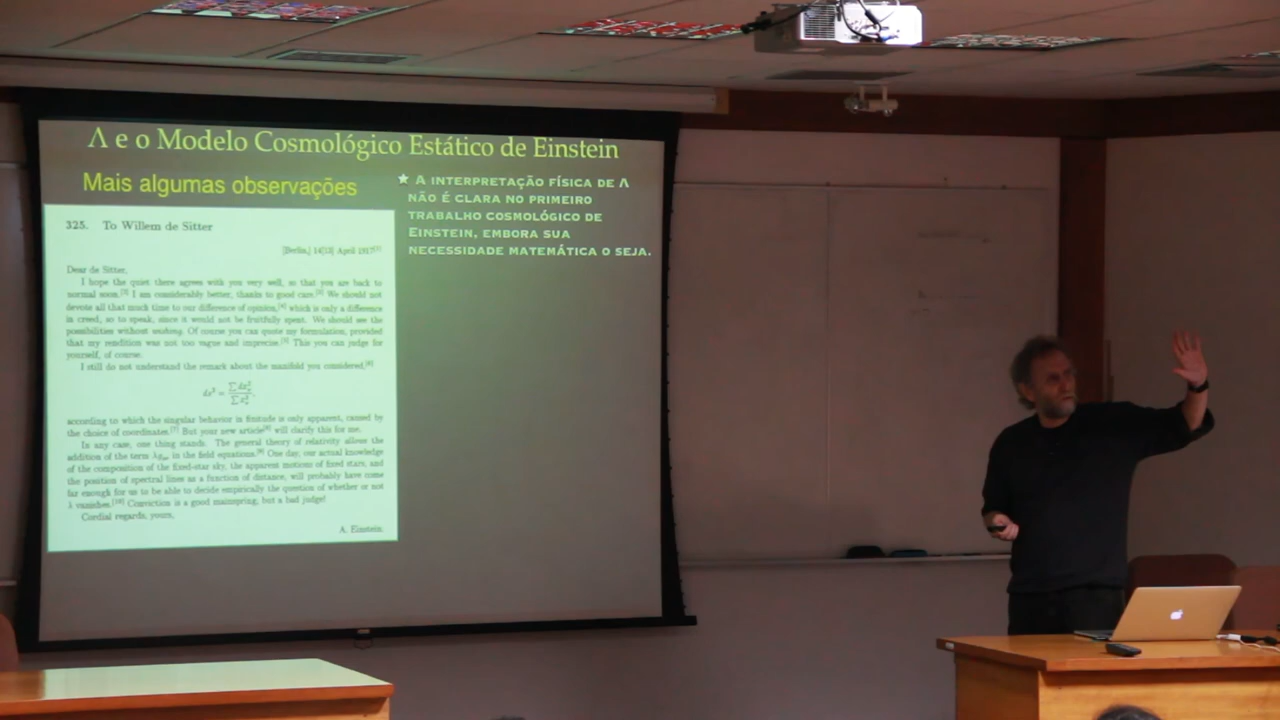 Λ e o Modelo Cosmológico Estático de Einstein
Mais algumas observações
★ A INTERPRETAÇÃO FÍSICA DE Λ
NÃO É CLARA NO PRIMEIRO
TRABALHO COSMOLÓGICO DE
EINSTEIN, EMBORA SUA
NECESSIDADE MATEMÁTICA O SEJA.
325. To Willem de Sitter
[Berlin,] 14[13] April 1917[1]
Dear de Sitter,
I hope the quiet there agrees with you very well, so that you are back to
normal soon.[2] I am considerably better, thanks to good care.[3] We should not
devote all that much time to our difference of opinion,[4] which is only a difference
in creed, so to speak, since it would not be fruitfully spent. We should see the
possibilities without wishing. Of course you can quote my formulation, provided
that my rendition was not too vague and imprecise.[5] This you can judge for
yourself, of course.
I still do not understand the remark about the manifold you considered,[6]
according to which the singular behavior in finitude is only apparent, caused by
the choice of coordinates.[7] But your new article[8] will clarify this for me.
In any case, one thing stands. The general theory of relativity allows the
addition of the term λgμν in the field equations.[9] One day, our actual knowledge
of the composition of the fixed-star sky, the apparent motions of fixed stars, and
the position of spectral lines as a function of distance, will probably have come
far enough for us to be able to decide empirically the question of whether or not
λ vanishes.[10] Conviction is a good mainspring, but a bad judge!
Cordial regards, yours,
A. Einstein